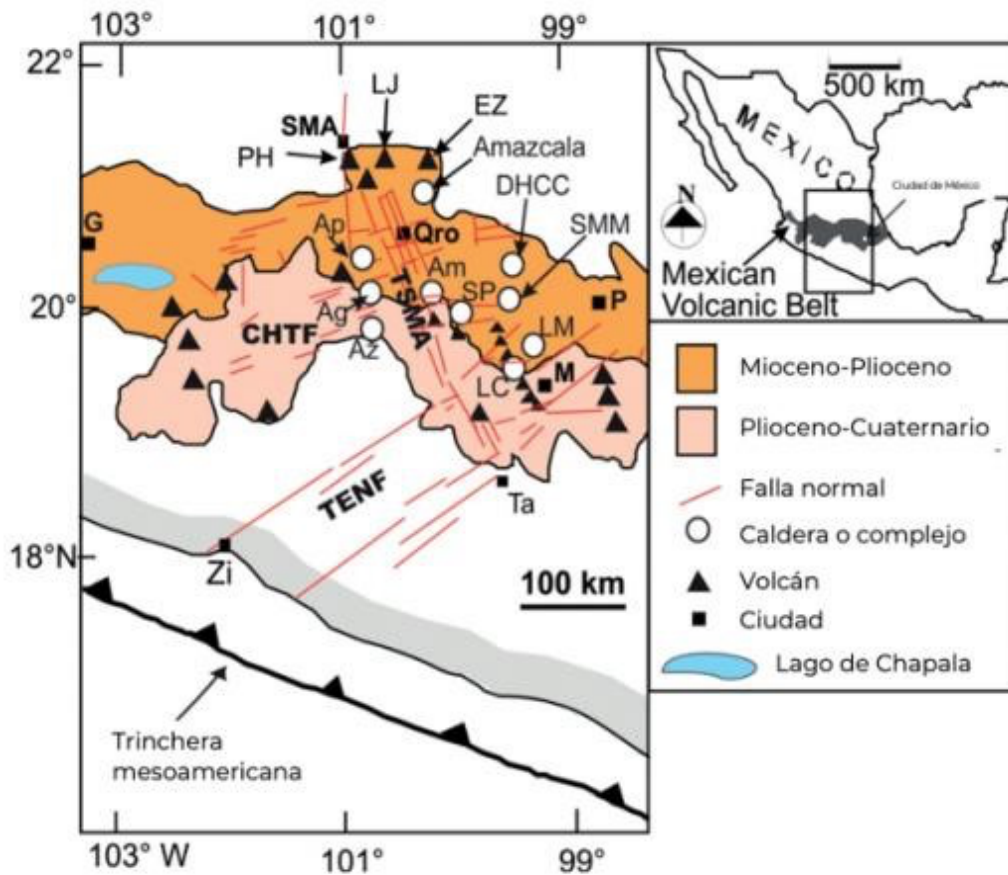 103°
101°
99°
22°
LJ
EZ
SMA
PH
Amazcala
DHCC
SMM
G
Ap
Qro
Am
SP
P
20°
TSMA
Ag
CHTF
Az
LM
LC
M
TENF
Ta
18°N
Zi
100 km
Trinchera
mesoamericana
103° W
101°
99°
500 km
MEXICO
Ciudad de México
N
Mexican
Volcanic Belt
Mioceno-Plioceno
Plioceno-Cuaternario
Falla normal
Caldera o complejo
Volcán
Ciudad
Lago de Chapala